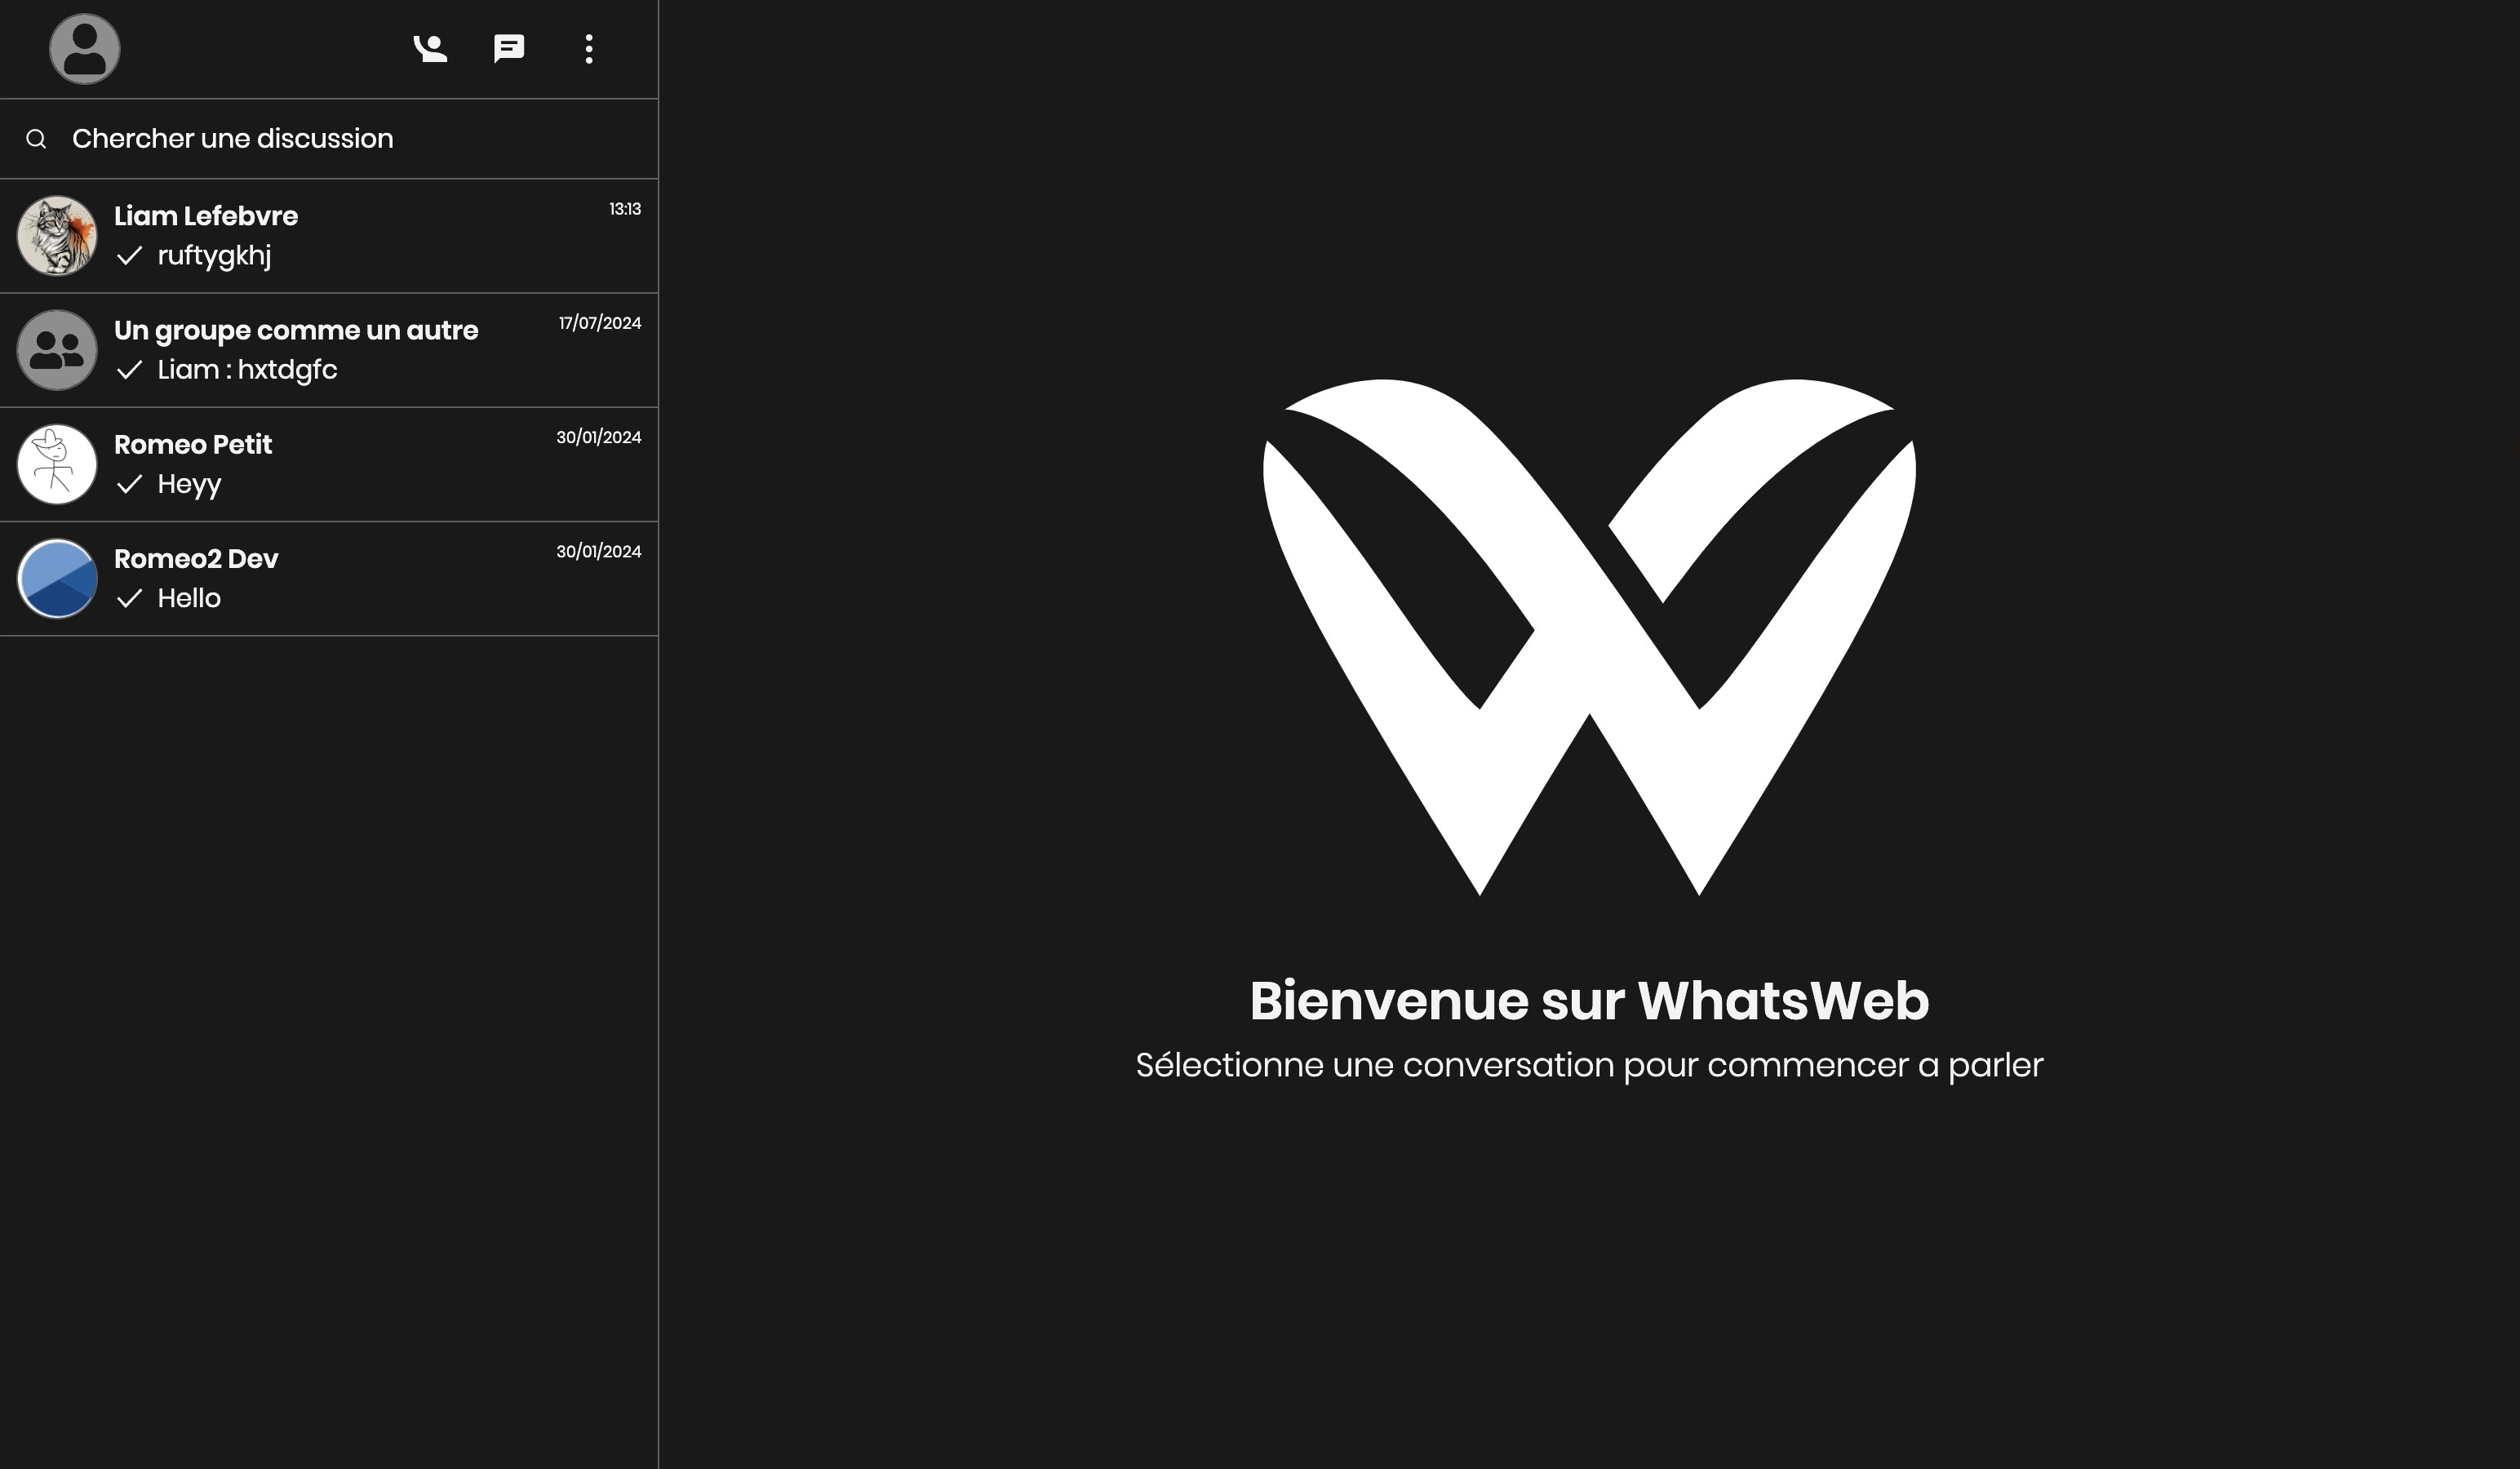 Chercher une discussion
Liam Lefebvre
13:13
ruftygkhj
Un groupe comme un autre
17/07/2024
Liam : hxtdgfc
Romeo Petit
30/01/2024
Heyy
Romeo2 Dev
30/01/2024
Hello
Bienvenue sur WhatsWeb
Sélectionne une conversation pour commencer a parler